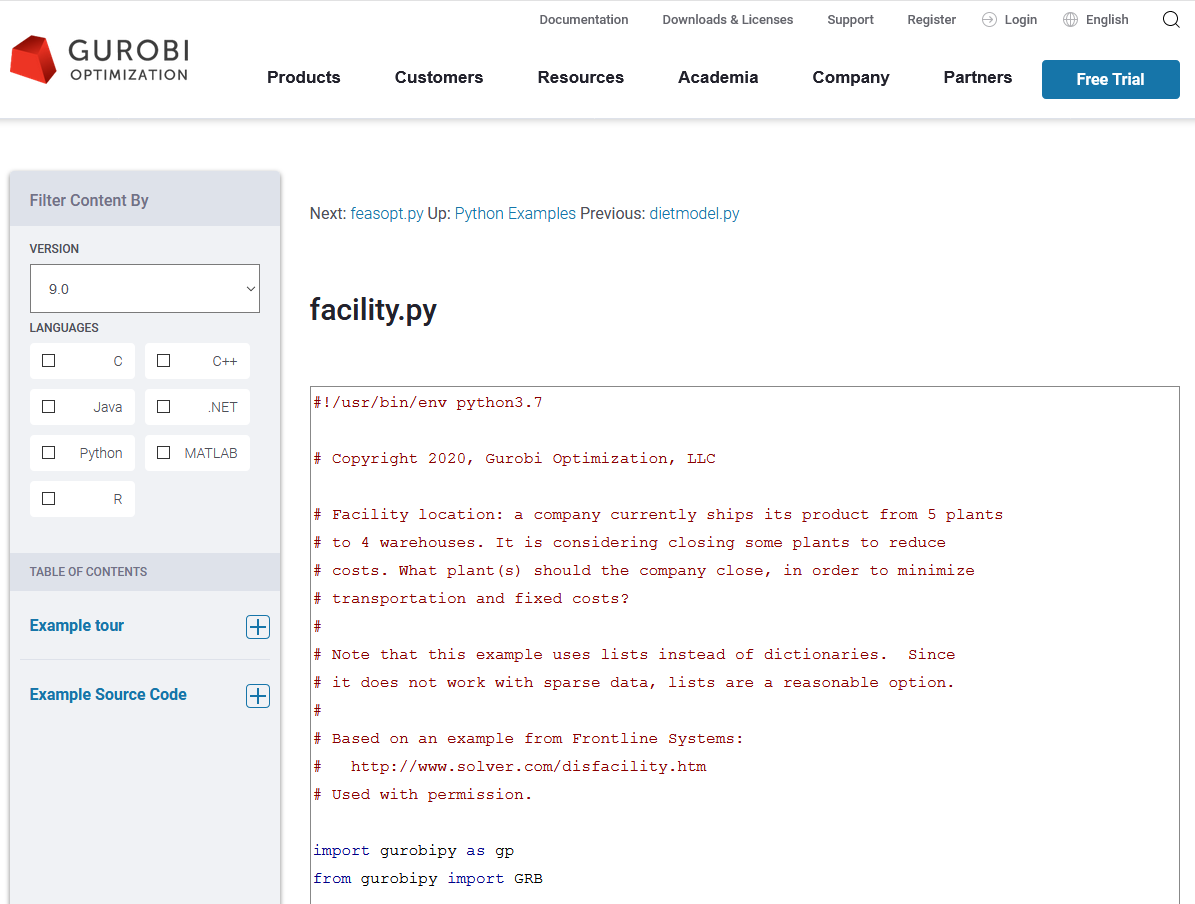 Documentation Downloads & Licenses Support Register Login English
GUROBI
OPTIMIZATION
Products Customers Resources Academia Company Partners Free Trial
Filter Content By
VERSION
9.0
LANGUAGES
C C++
Java .NET
Python MATLAB
R
TABLE OF CONTENTS
Example tour
Example Source Code
Next: feasopt.py Up: Python Examples Previous: dietmodel.py
facility.py
#!/usr/bin/env python3.7
# Copyright 2020, Gurobi Optimization, LLC
# Facility location: a company currently ships its product from 5 plants
# to 4 warehouses. It is considering closing some plants to reduce
# costs. What plant(s) should the company close, in order to minimize
# transportation and fixed costs?
#
# Note that this example uses lists instead of dictionaries.  Since
# it does not work with sparse data, lists are a reasonable option.
#
# Based on an example from Frontline Systems:
#   http://www.solver.com/disfacility.htm
# Used with permission.
import gurobipy as gp
from gurobipy import GRB